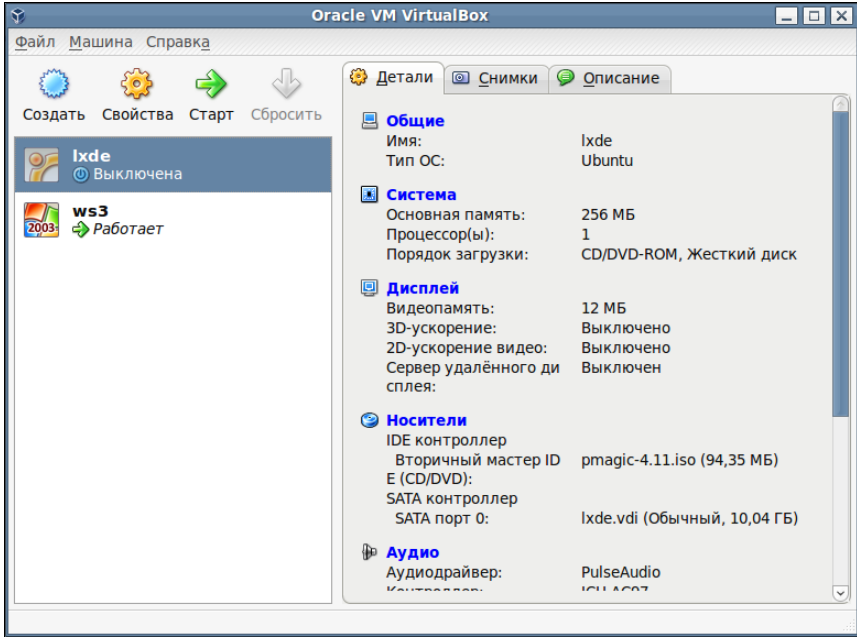 Oracle VM VirtualBox
Файл Машина Справка
Создать Свойства Старт Сбросить
lxde
Выключена
2003
ws3
Работает
Детали Снимки Описание
Общие
Имя: lxde
Тип ОС: Ubuntu
Система
Основная память: 256 МБ
Процессор(ы): 1
Порядок загрузки: CD/DVD-ROM, Жесткий диск
Дисплей
Видеопамять: 12 МБ
3D-ускорение: Выключено
2D-ускорение видео: Выключено
Сервер удалённого ди Выключен
сплея:
Носители
IDE контроллер
Вторичный мастер ID pmagic-4.11.iso (94,35 МБ)
E (CD/DVD):
SATA контроллер
SATA порт 0: lxde.vdi (Обычный, 10,04 ГБ)
Аудио
Аудиодрайвер: PulseAudio
Контроллер: ICH AC97